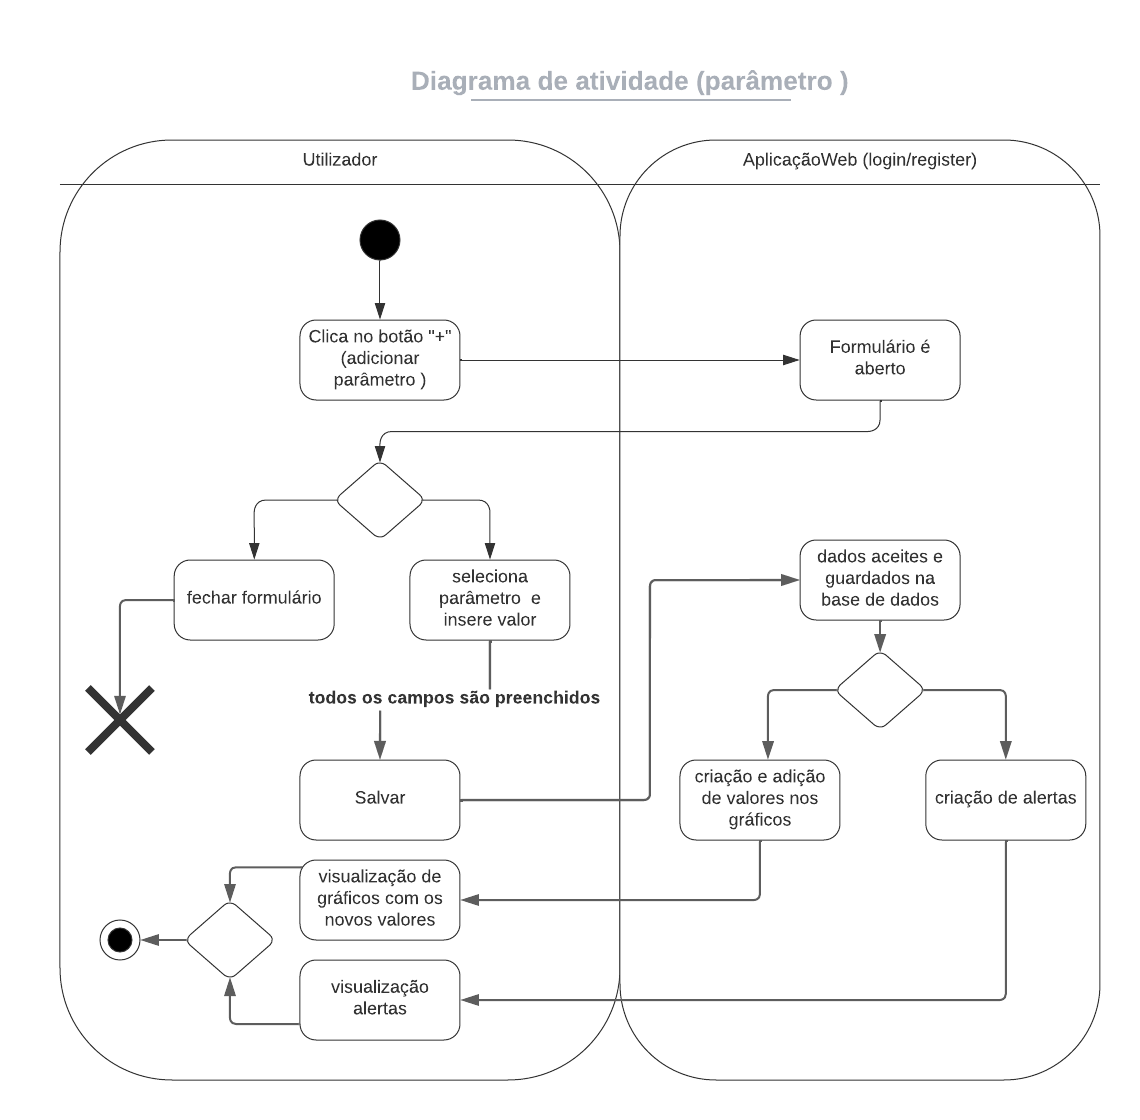 Diagrama de atividade (parâmetro )
Utilizador
AplicaçãoWeb (login/register)
Clica no botão "+"
(adicionar
parâmetro )
Formulário é
aberto
fechar formulário
seleciona
parâmetro e
insere valor
dados aceites e
guardados na
base de dados
todos os campos são preenchidos
Salvar
criação e adição
de valores nos
gráficos
criação de alertas
visualização de
gráficos com os
novos valores
visualização
alertas